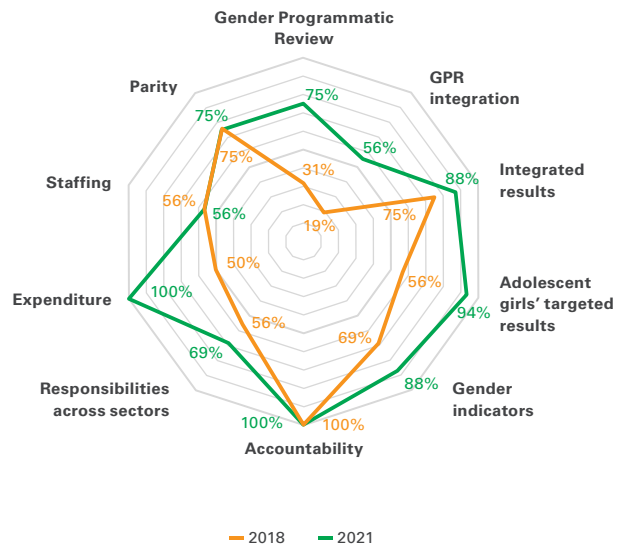 Gender Programmatic
Review
GPR
integration
Parity
75%
75%
56%
75%
31%
Integrated
results
88%
Staffing
56%
56%
19%
75%
50%
Adolescent
girls' targeted
results
56%
Expenditure
100%
94%
56%
69%
69%
88%
Gender
indicators
Responsibilities
across sectors
100%
100%
Accountability
2018
2021